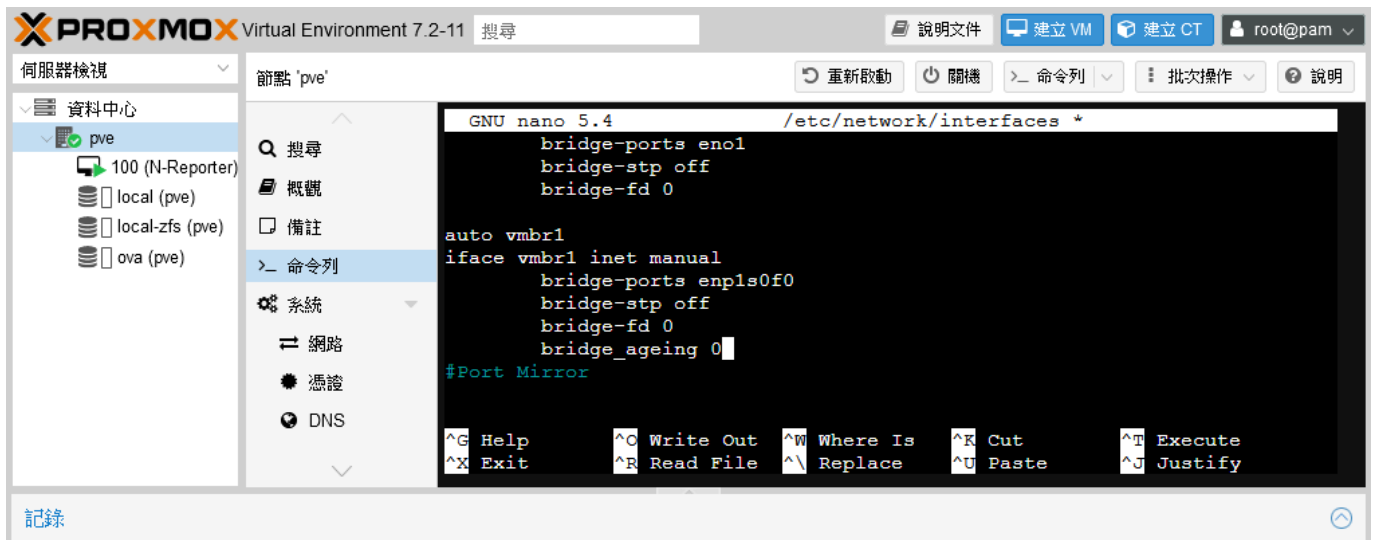 PROXMOX Virtual Environment 7.2-11 搜尋 說明文件 建立 VM 建立 CT root@pam
伺服器檢視
節點 'pve' 重新啟動 關機 >_ 命令列 批次操作 說明
資料中心
pve
100 (N-Reporter)
local (pve)
local-zfs (pve)
ova (pve)
搜尋
概觀
備註
>_ 命令列
系統
網路
憑證
DNS
GNU nano 5.4 /etc/network/interfaces *
bridge-ports eno1
bridge-stp off
bridge-fd 0
auto vmbr1
iface vmbr1 inet manual
bridge-ports enp1s0f0
bridge-stp off
bridge-fd 0
bridge_ageing 0
#Port Mirror
^G Help ^O Write Out ^W Where Is ^K Cut ^T Execute
^X Exit ^R Read File ^\ Replace ^U Paste ^J Justify
記錄